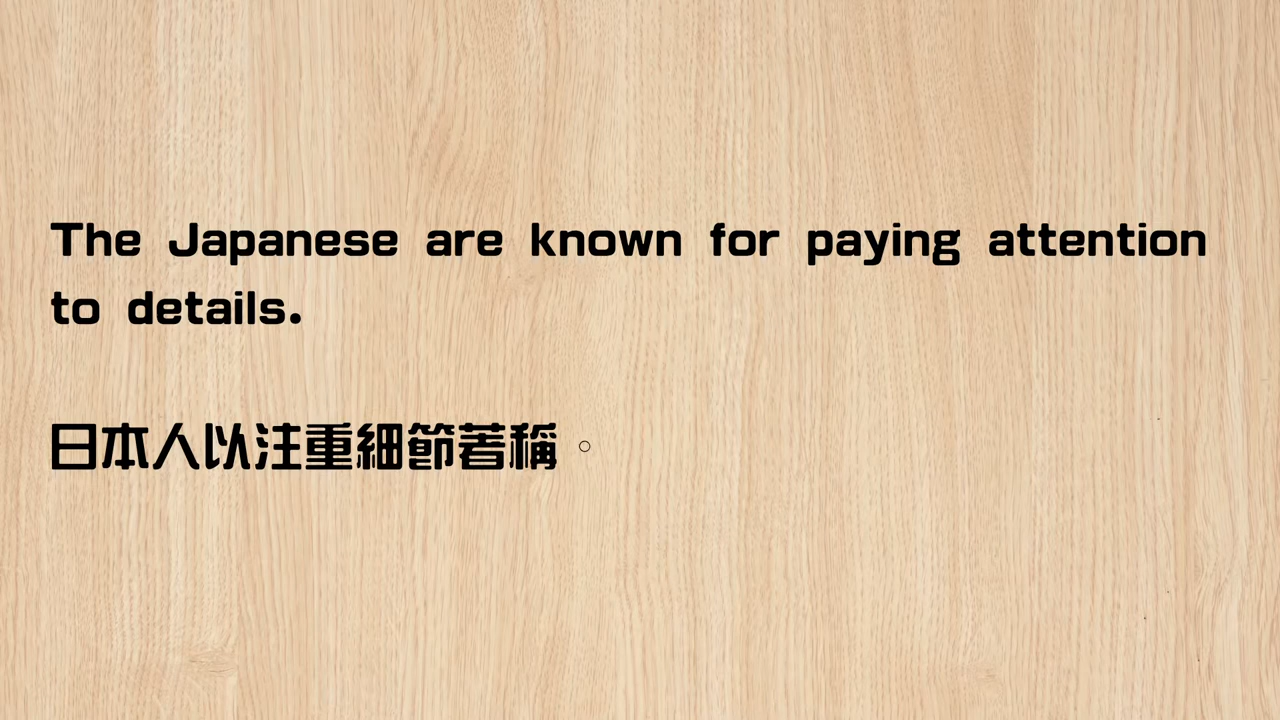 The Japanese are known for paying attention
to details.
日本人以注重細節著稱。